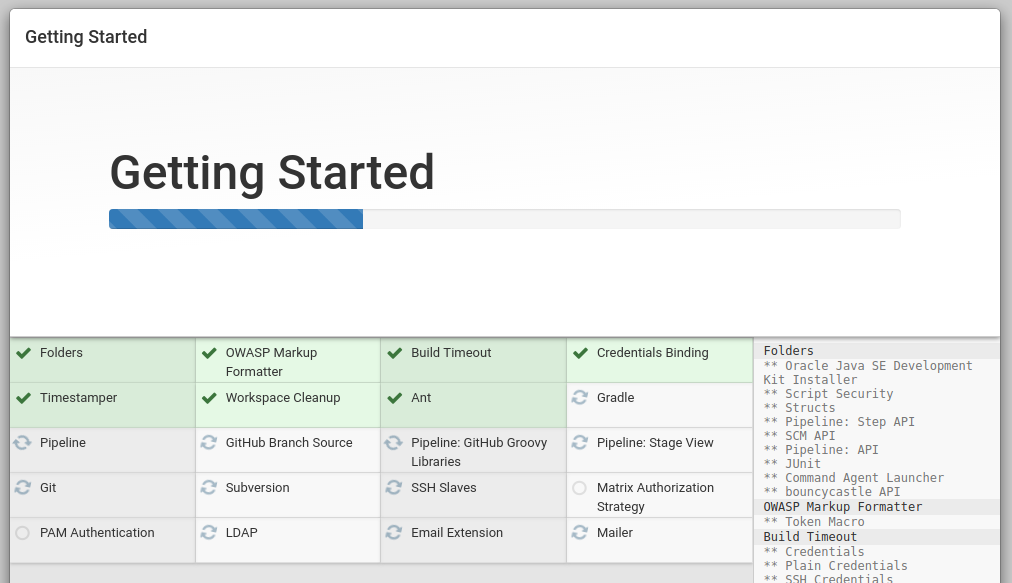 Getting Started
Getting Started
Folders
OWASP Markup
Formatter
Build Timeout
Credentials Binding
Timestamper
Workspace Cleanup
Ant
Gradle
Pipeline
GitHub Branch Source
Pipeline: GitHub Groovy
Libraries
Pipeline: Stage View
Git
Subversion
SSH Slaves
Matrix Authorization
Strategy
PAM Authentication
LDAP
Email Extension
Mailer
Folders
** Oracle Java SE Development
Kit Installer
** Script Security
** Structs
** Pipeline: Step API
** SCM API
** Pipeline: API
** JUnit
** Command Agent Launcher
** bouncycastle API
OWASP Markup Formatter
** Token Macro
Build Timeout
** Credentials
** Plain Credentials
** SSH Credentials